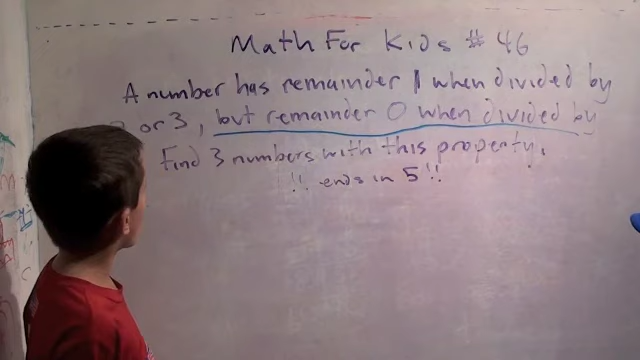 Math For Kids # 46
A number has remainder 1 when divided by
or 3, but remainder 0 when divided by
Find 3 numbers with this property.
!! ends in 5!!